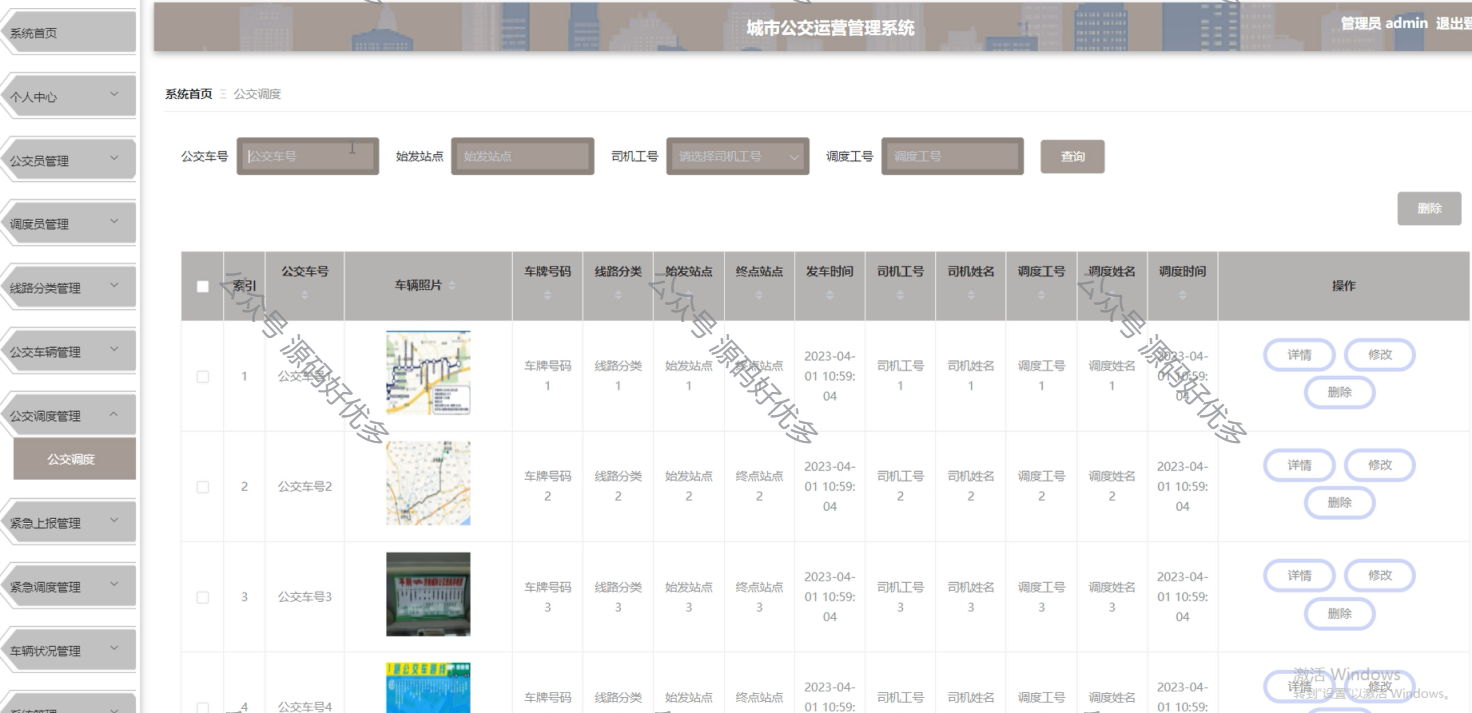 系统首页
个人中心
公交员管理
调度员管理
线路分类管理
公交车辆管理
公交调度管理
公交调度
紧急上报管理
紧急调度管理
车辆状况管理
系统管理
城市公交运营管理系统
管理员 admin 退出登
系统首页 公交调度
公交车号 公交车号 始发站点 始发站点 司机工号 请选择司机工号 调度工号 调度工号 查询
删除
索引 公交车号 车辆照片 车牌号码 线路分类 始发站点 终点站点 发车时间 司机工号 司机姓名 调度工号 调度姓名 调度时间 操作
1 公交车号1 车牌号码1 线路分类1 始发站点1 终点站点1 2023-04-01 10:59:04 司机工号1 司机姓名1 调度工号1 调度姓名1 2023-04-01 10:59:04 详情 修改 删除
2 公交车号2 车牌号码2 线路分类2 始发站点2 终点站点2 2023-04-01 10:59:04 司机工号2 司机姓名2 调度工号2 调度姓名2 2023-04-01 10:59:04 详情 修改 删除
3 公交车号3 车牌号码3 线路分类3 始发站点3 终点站点3 2023-04-01 10:59:04 司机工号3 司机姓名3 调度工号3 调度姓名3 2023-04-01 10:59:04 详情 修改 删除
4 公交车号4 车牌号码 线路分类 始发站点 终点站点 2023-04-01 10:59: 司机工号 司机姓名 调度工号 调度姓名 2023-04-01 10:59: 详情 修改
公众号 源码好优多
公众号 源码好优多
公众号 源码好优多
激活 Windows
转到"设置"以激活 Windows。